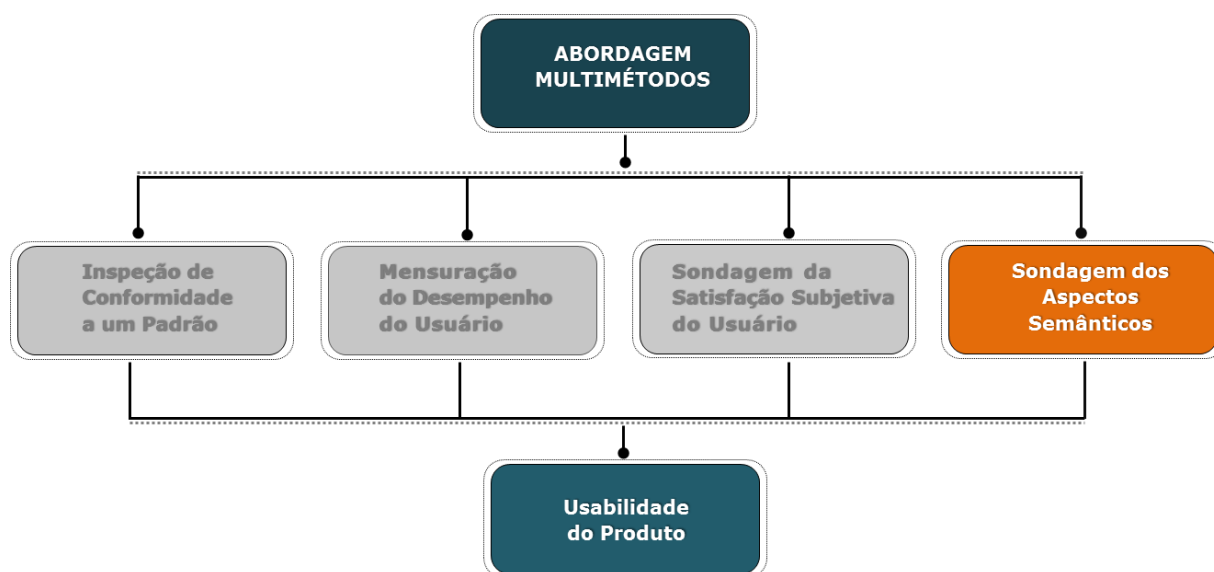 ABORDAGEM
MULTIMÉTODOS
Inspeção de
Conformidade
a um Padrão
Mensuração
do Desempenho
do Usuário
Sondagem da
Satisfação Subjetiva
do Usuário
Sondagem dos
Aspectos
Semânticos
Usabilidade
do Produto